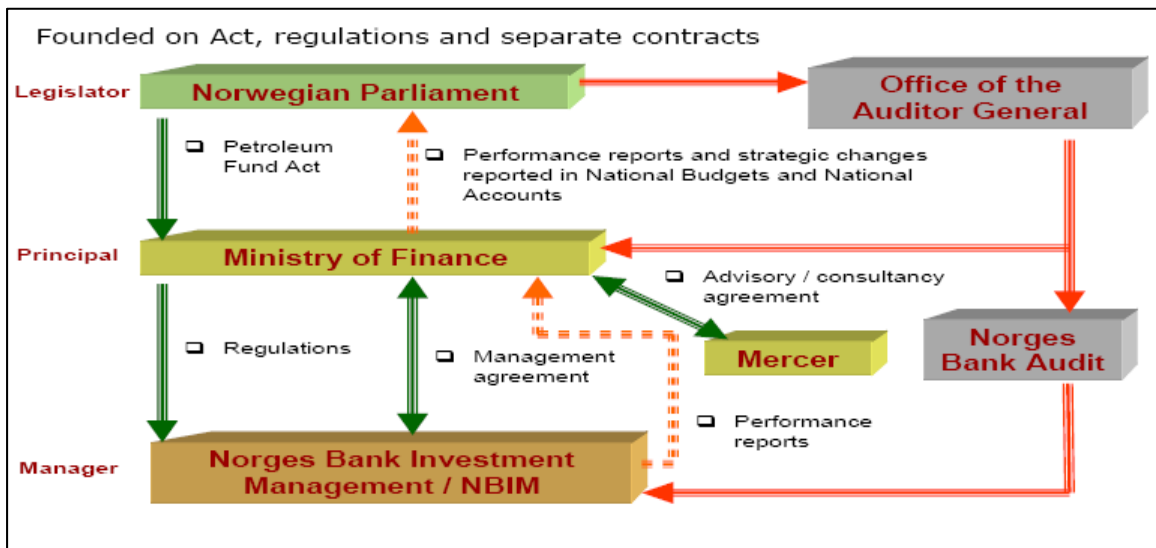 Founded on Act, regulations and separate contracts
Legislator
Norwegian Parliament
Office of the
Auditor General
❑ Petroleum
Fund Act
❑ Performance reports and strategic changes
reported in National Budgets and National
Accounts
Principal
Ministry of Finance
❑ Advisory / consultancy
agreement
❑ Regulations
❑ Management
agreement
Mercer
Norges
Bank Audit
❑ Performance
reports
Manager
Norges Bank Investment
Management / NBIM